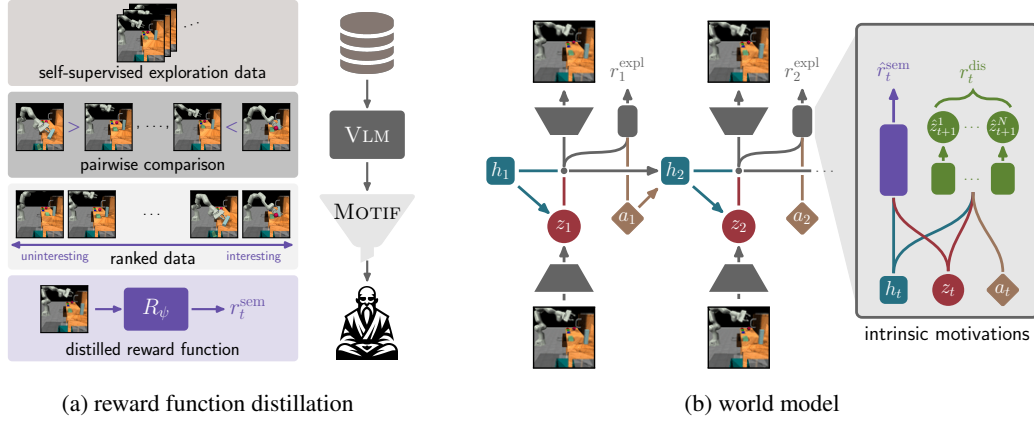 · · ·
self-supervised exploration data
> , . . . , <
pairwise comparison
· · ·
uninteresting
interesting
ranked data
R_ψ
r_t^sem
distilled reward function
VLM
MOTIF
(a) reward function distillation
r_1^expl
r_2^expl
h_1
h_2
· · ·
z_1
a_1
z_2
a_2
r̂_t^sem
r_t^dis
ẑ_{t+1}^1 · · · ẑ_{t+1}^N
· · ·
h_t
z_t
a_t
intrinsic motivations
(b) world model